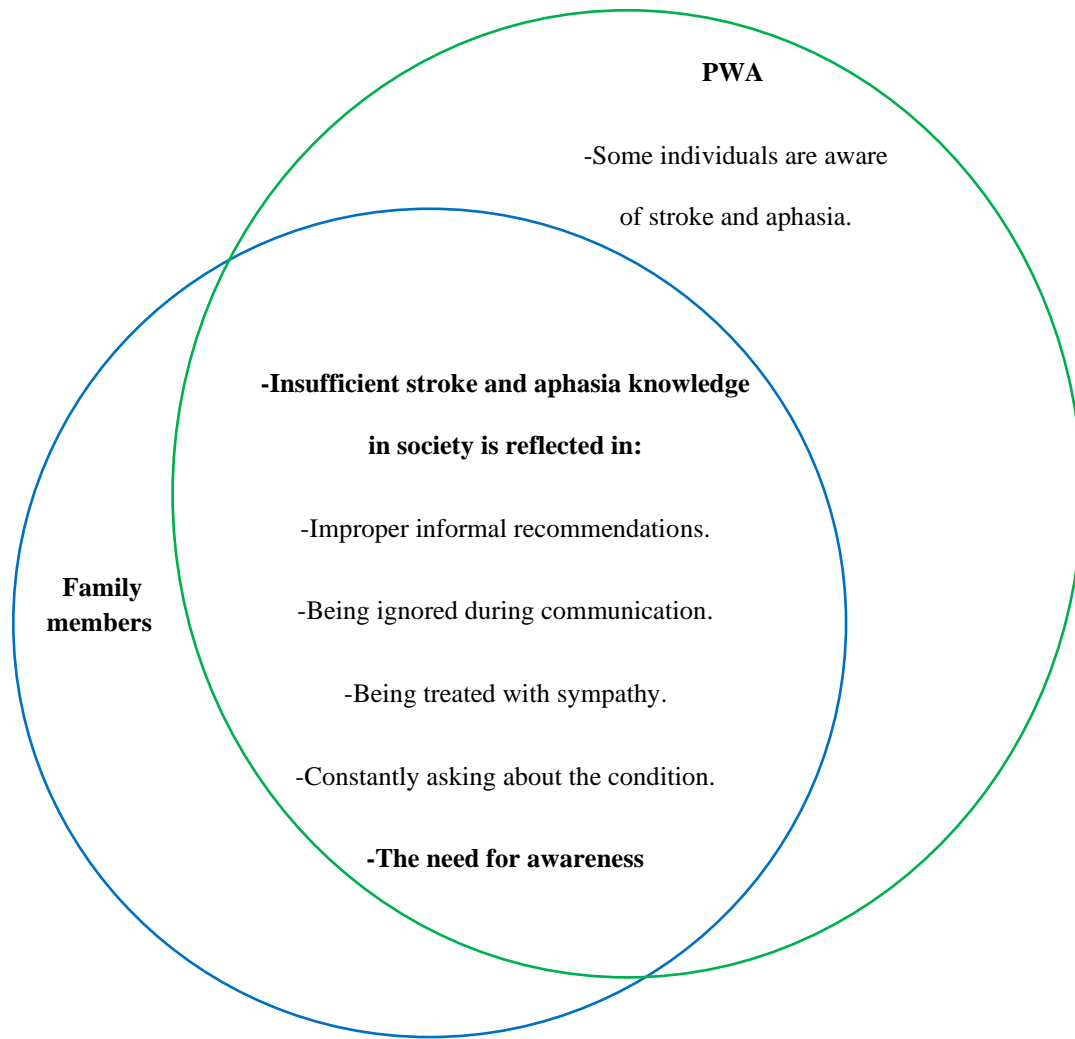 PWA
-Some individuals are aware
of stroke and aphasia.
-Insufficient stroke and aphasia knowledge
in society is reflected in:
-Improper informal recommendations.
Family
members
-Being ignored during communication.
-Being treated with sympathy.
-Constantly asking about the condition.
-The need for awareness